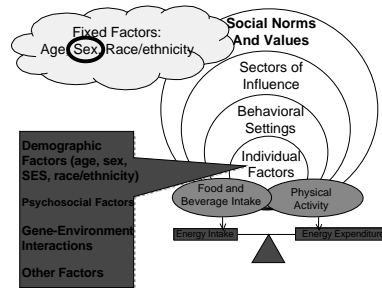 Fixed Factors:
Age, Sex, Race/ethnicity
Social Norms
And Values
Sectors of
Influence
Behavioral
Settings
Individual
Factors
Demographic
Factors (age, sex,
SES, race/ethnicity)
Psychosocial Factors
Gene-Environment
Interactions
Other Factors
Food and
Beverage Intake
Physical
Activity
Energy Intake
Energy Expenditure